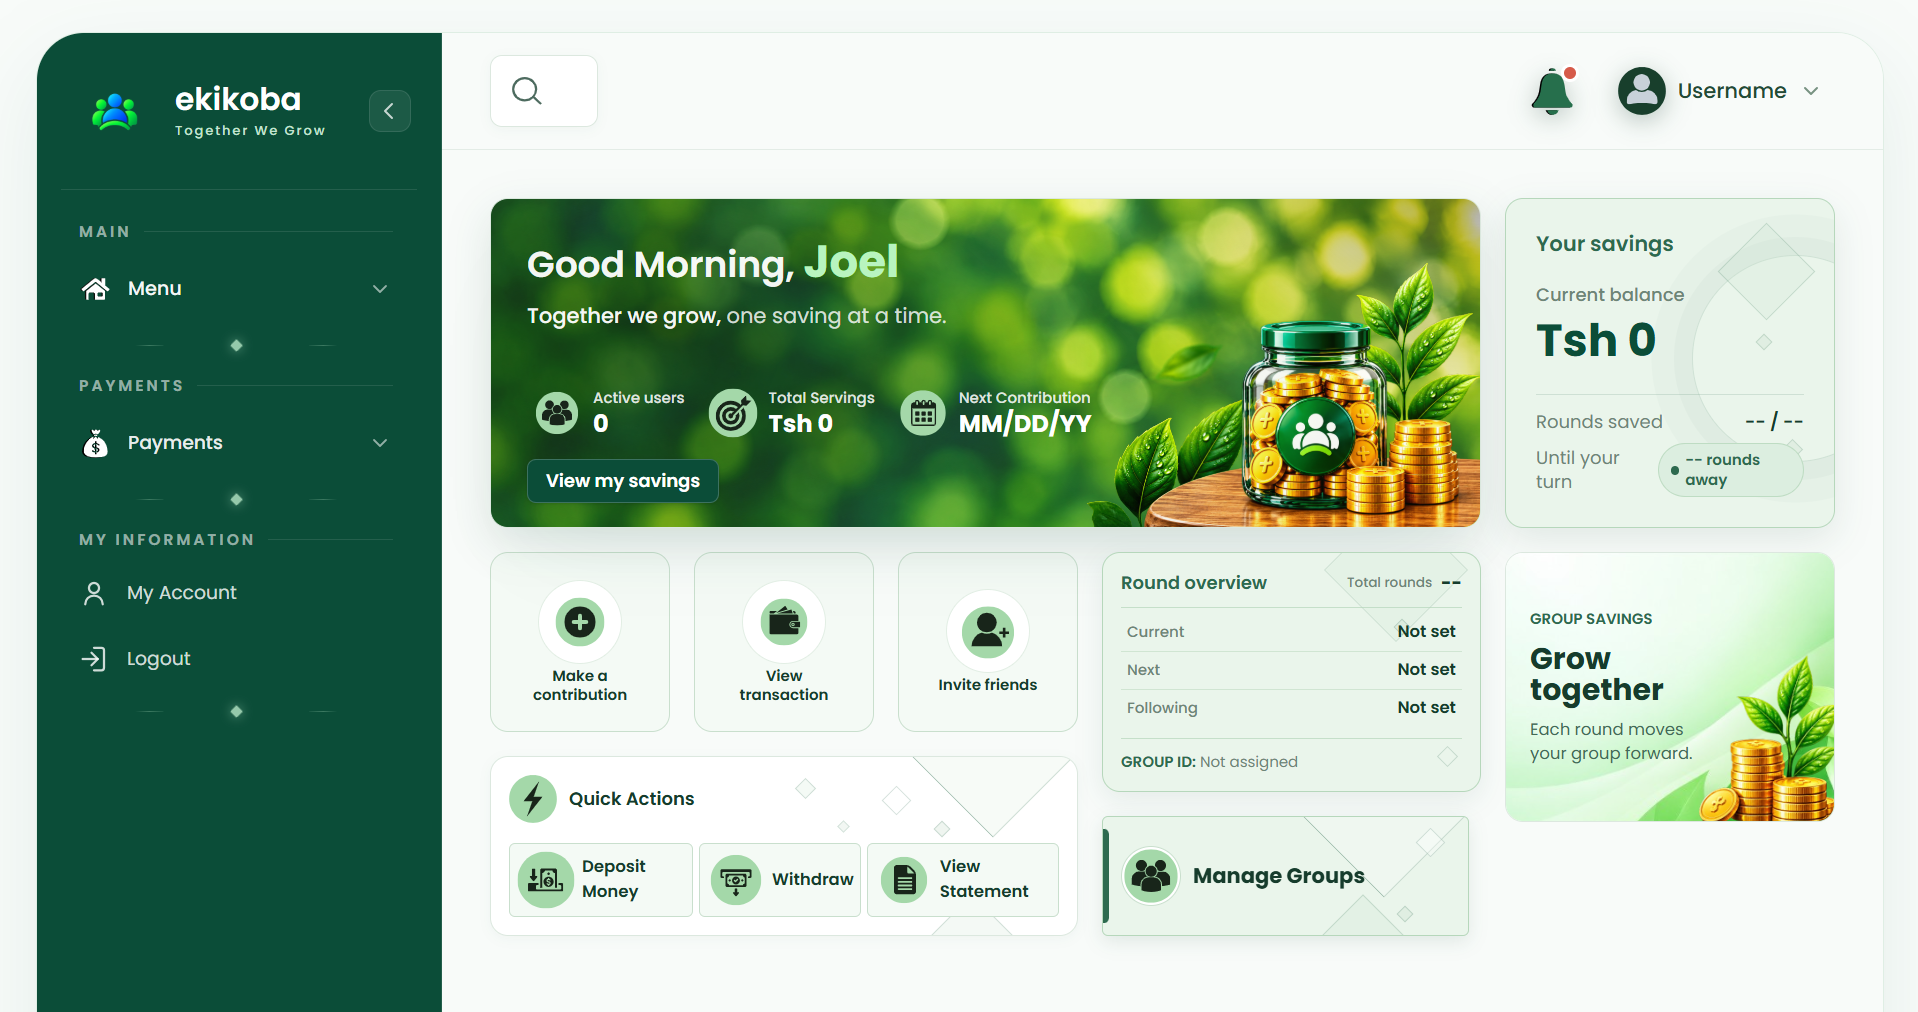 ekikoba
Together We Grow
MAIN
Menu
PAYMENTS
Payments
MY INFORMATION
My Account
Logout
Username
Good Morning, Joel
Together we grow, one saving at a time.
Active users
0
Total Servings
Tsh 0
Next Contribution
MM/DD/YY
View my savings
Your savings
Current balance
Tsh 0
Rounds saved
-- / --
Until your
turn
-- rounds
away
Make a
contribution
View
transaction
Invite friends
Round overview
Total rounds --
Current Not set
Next Not set
Following Not set
GROUP ID: Not assigned
GROUP SAVINGS
Grow
together
Each round moves
your group forward.
Quick Actions
Deposit
Money
Withdraw
View
Statement
Manage Groups